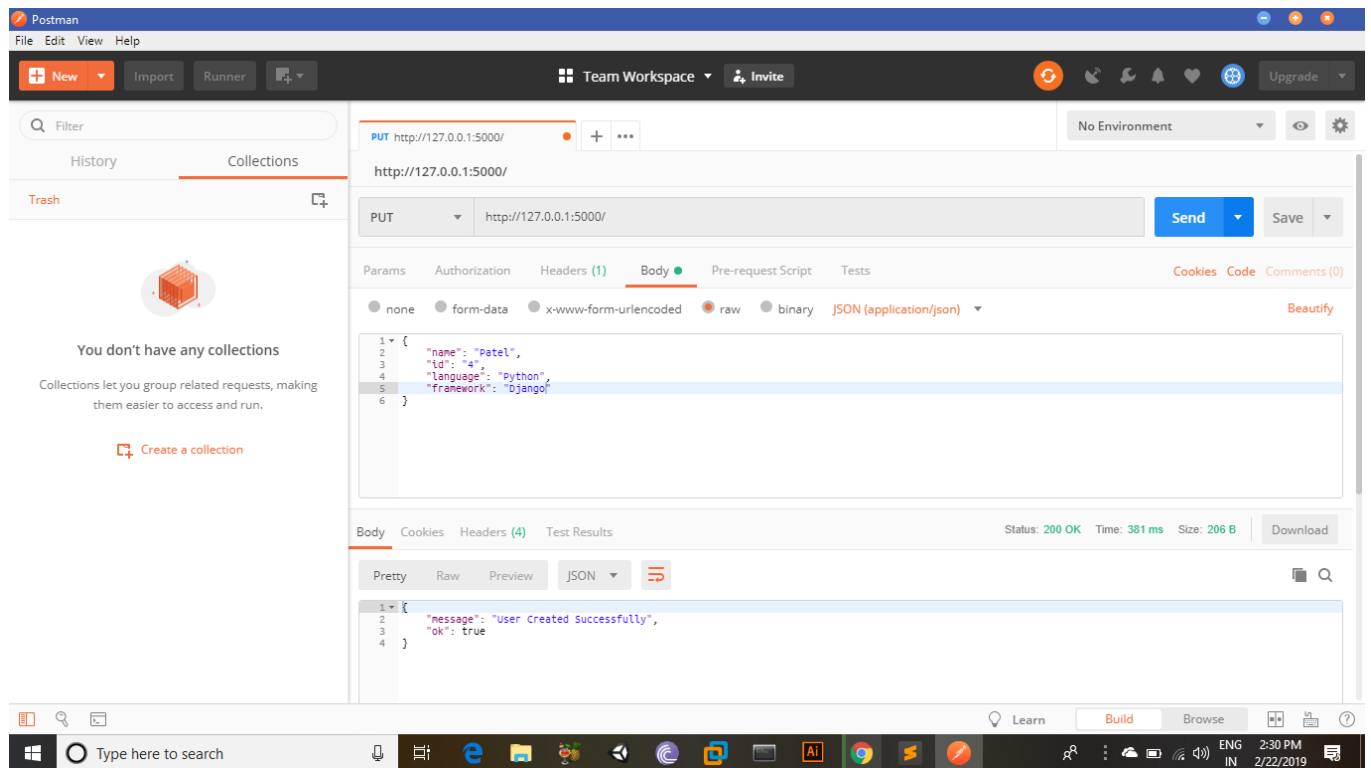 Postman
File Edit View Help
New Import Runner Team Workspace Invite Upgrade
Filter
History Collections
Trash
You don't have any collections
Collections let you group related requests, making
them easier to access and run.
Create a collection
PUT http://127.0.0.1:5000/ + •••
No Environment
http://127.0.0.1:5000/
PUT http://127.0.0.1:5000/ Send Save
Params Authorization Headers (1) Body Pre-request Script Tests Cookies Code Comments (0)
none form-data x-www-form-urlencoded raw binary JSON (application/json) Beautify
1 {
2 "name": "Patel",
3 "id": "4",
4 "language": "Python",
5 "framework": "Django"
6 }
Body Cookies Headers (4) Test Results Status: 200 OK Time: 381 ms Size: 206 B Download
Pretty Raw Preview JSON
1 {
2 "message": "User Created Successfully",
3 "ok": true
4 }
Learn Build Browse
Type here to search
Ai
ENG
IN
2:30 PM
2/22/2019